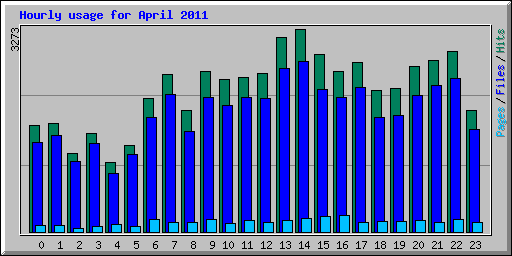 Hourly usage for April 2011
3273
Pages / Files / Hits
0 1 2 3 4 5 6 7 8 9 10 11 12 13 14 15 16 17 18 19 20 21 22 23